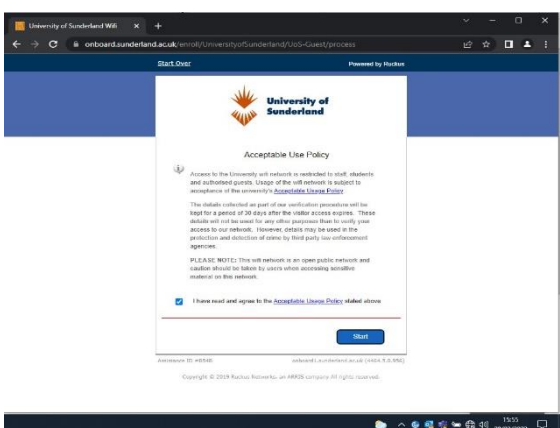 University of Sunderland Wifi
onboard.sunderland.ac.uk/enroll/UniversityofSunderland/UoS-Guest/process
Start Over
Powered by Ruckus
University of
Sunderland
Acceptable Use Policy
Access to the University wifi network is restricted to staff, students
and authorised guests. Usage of the wifi network is subject to
acceptance of the university's Acceptable Usage Policy
The details collected as part of our verification procedure will be
kept for a period of 30 days after the visitor access expires. These
details will not be used for any other purposes than to verify your
access to our network. However, details may be used in the
protection and detection of crime by third party law enforcement
agencies.
PLEASE NOTE: This wifi network is an open public network and
caution should be taken by users when accessing sensitive
material on this network.
I have read and agree to the Acceptable Usage Policy stated above
Start
Copyright © 2019 Ruckus Networks, an ARRIS company All rights reserved.
15:55